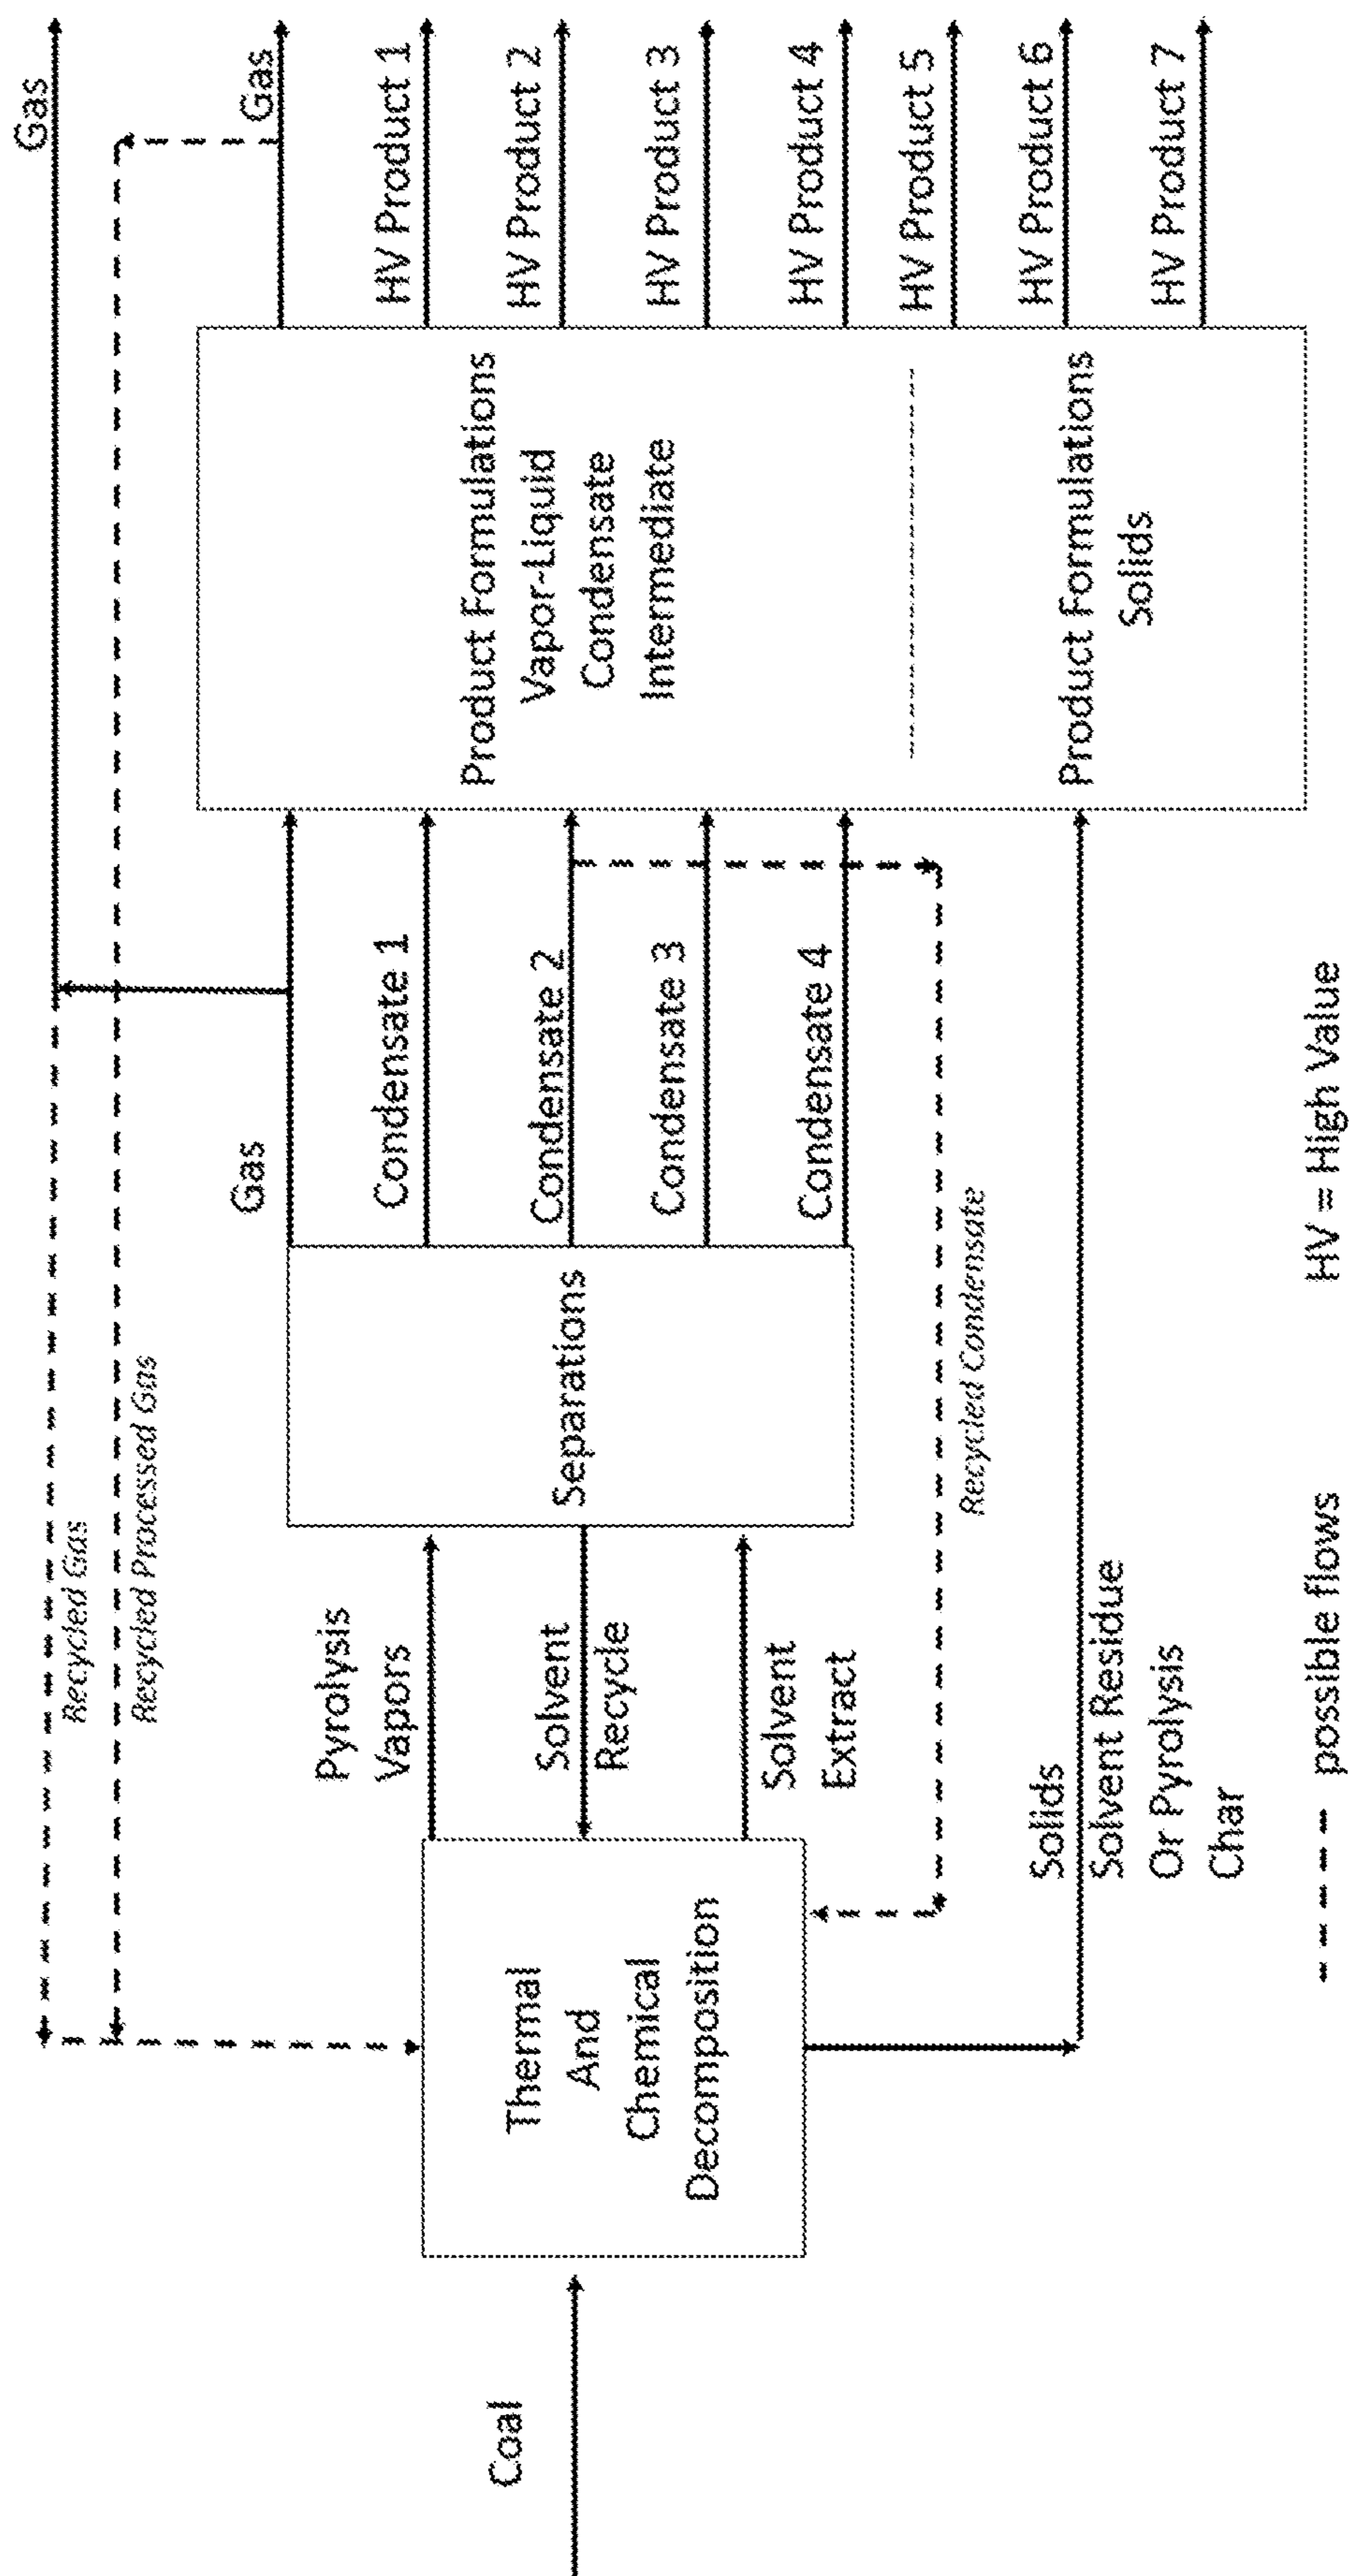 Gas
Gas
HV Product 1
HV Product 2
HV Product 3
HV Product 4
HV Product 5
HV Product 6
HV Product 7
Product Formulations
Vapor-Liquid
Condensate
Intermediate
Product Formulations
Solids
Gas
Condensate 1
Condensate 2
Condensate 3
Condensate 4
Recycled Gas
Recycled Processed Gas
Separations
Recycled Condensate
Pyrolysis
Vapors
Solvent
Recycle
Solvent
Extract
Solids
Solvent Residue
Or Pyrolysis
Char
Thermal
And
Chemical
Decomposition
Coal
possible flows
HV = High Value